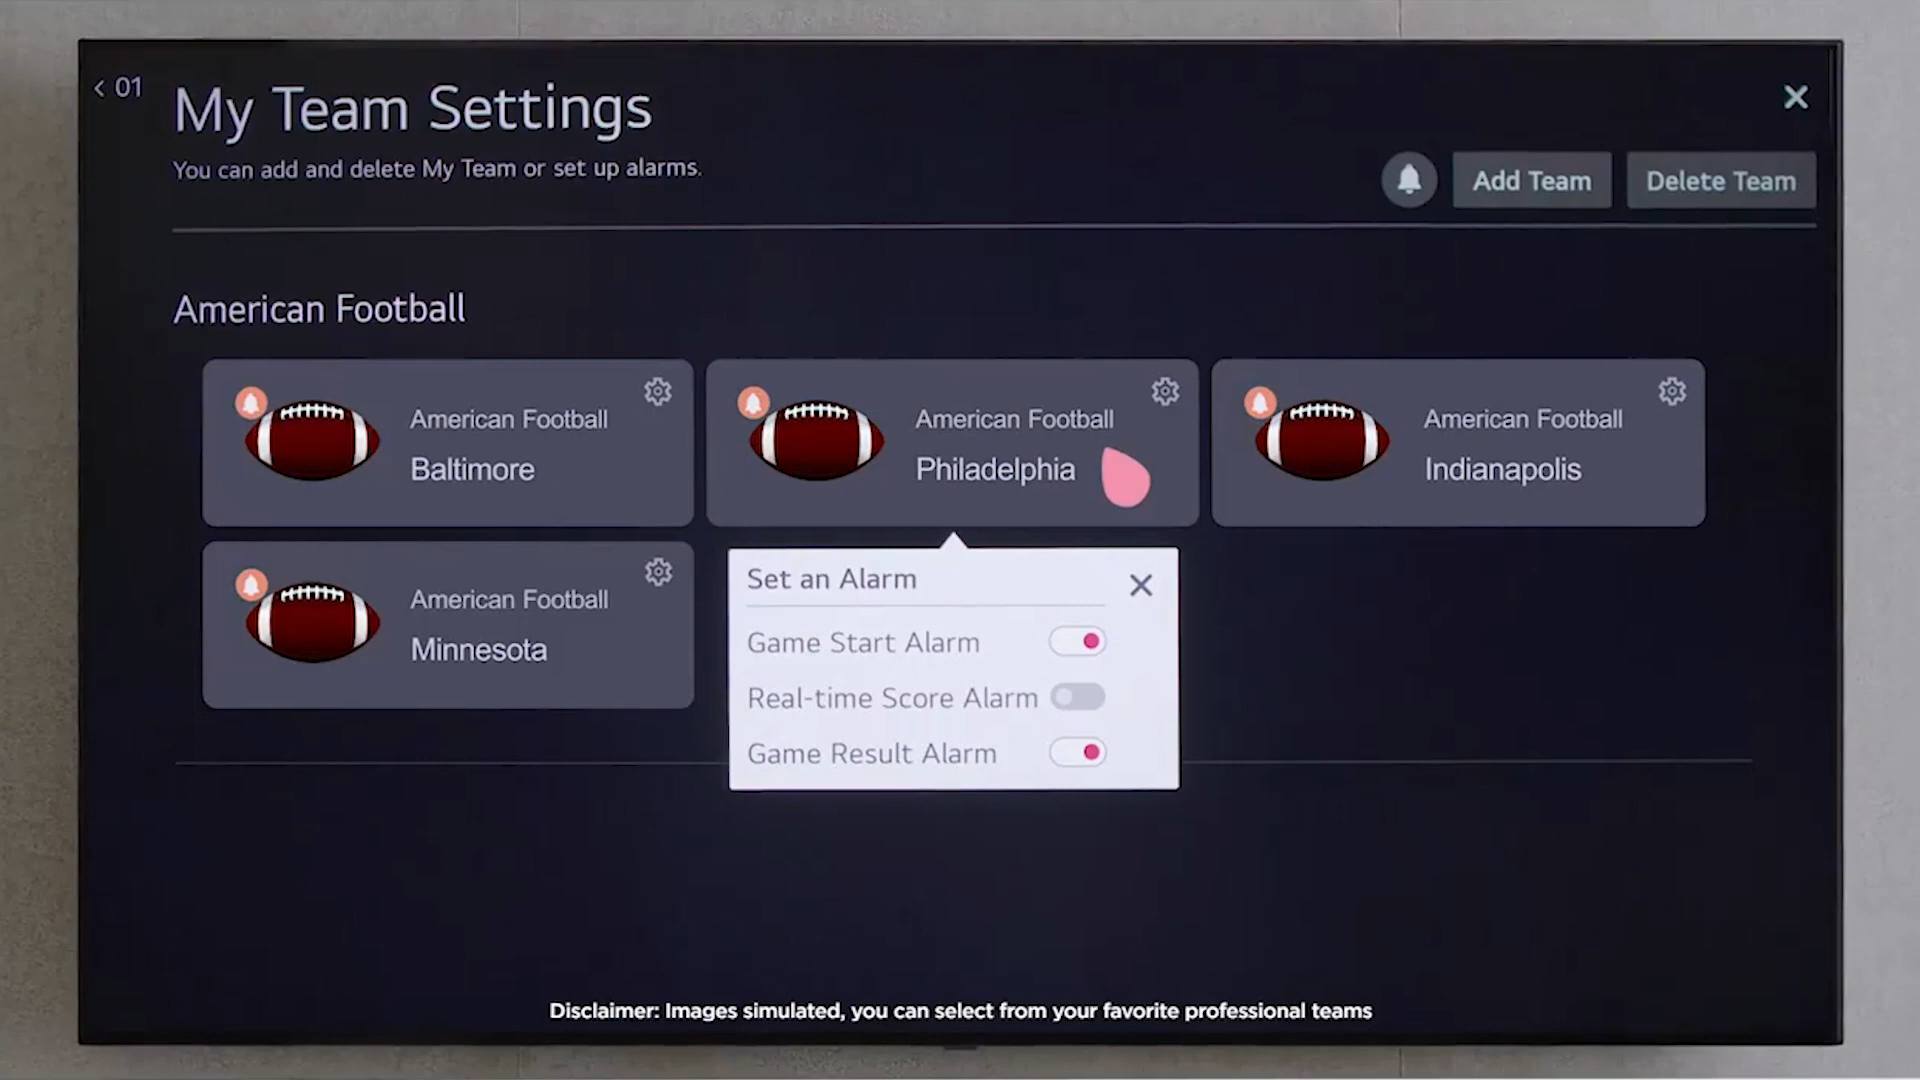 < 01
My Team Settings
You can add and delete My Team or set up alarms.
Add Team
Delete Team
American Football
American Football
Baltimore
American Football
Philadelphia
American Football
Indianapolis
American Football
Minnesota
Set an Alarm
Game Start Alarm
Real-time Score Alarm
Game Result Alarm
Disclaimer: Images simulated, you can select from your favorite professional teams